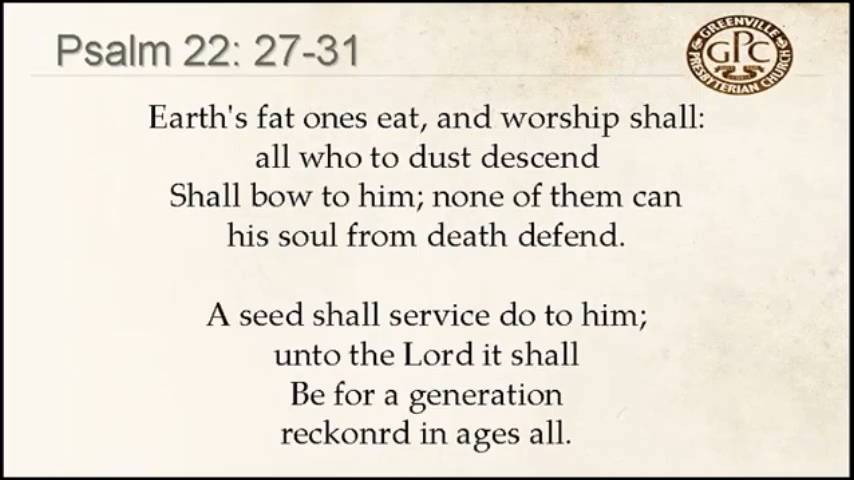 Psalm 22: 27-31
GREENVILLE
GPC
PRESBYTERIAN CHURCH
Earth's fat ones eat, and worship shall:
all who to dust descend
Shall bow to him; none of them can
his soul from death defend.
A seed shall service do to him;
unto the Lord it shall
Be for a generation
reckonrd in ages all.